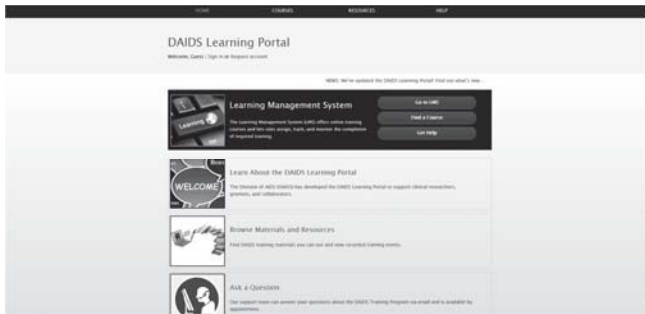 HOME COURSES RESOURCES HELP
DAIDS Learning Portal
Welcome, Guest | Sign in or Request account
NEWS: We've updated the DAIDS Learning Portal! Find out what's new...
Learning Management System
The Learning Management System (LMS) offers online training
courses and lets sites assign, track, and monitor the completion
of required training.
Go to LMS
Find a Course
Get Help
Learning
WELCOME
Learn About the DAIDS Learning Portal
The Division of AIDS (DAIDS) has developed the DAIDS Learning Portal to support clinical researchers,
grantees, and collaborators.
Browse Materials and Resources
Find DAIDS training materials you can use and view recorded training events.
Ask a Question
Our support team can answer your questions about the DAIDS Training Program via email and is available by
appointment.